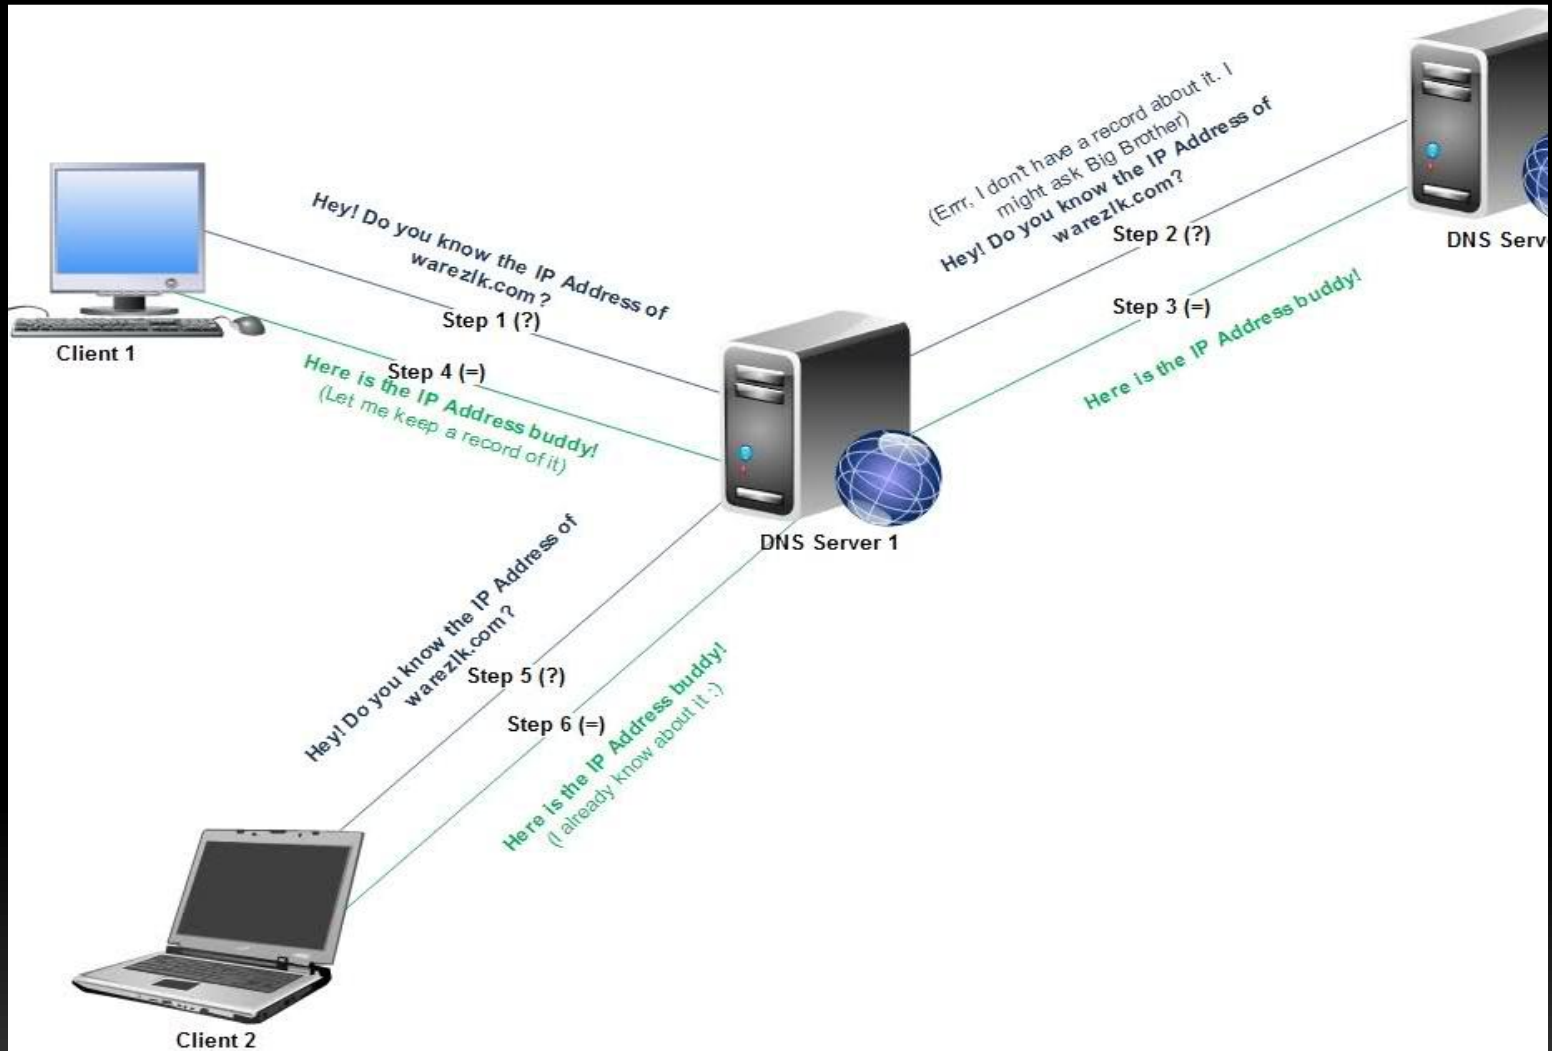 Hey! Do you know the IP Address of
warezlk.com?
Step 1 (?)
Client 1
Step 4 (=)
Here is the IP Address buddy!
(Let me keep a record of it)
(Errr, I don't have a record about it. I
might ask Big Brother)
Hey! Do you know the IP Address of
warezlk.com?
Step 2 (?)
DNS Serv
Step 3 (=)
Here is the IP Address buddy!
DNS Server 1
Hey! Do you know the IP Address of
warezlk.com?
Step 5 (?)
Step 6 (=)
Here is the IP Address buddy!
(I already know about it :)
Client 2